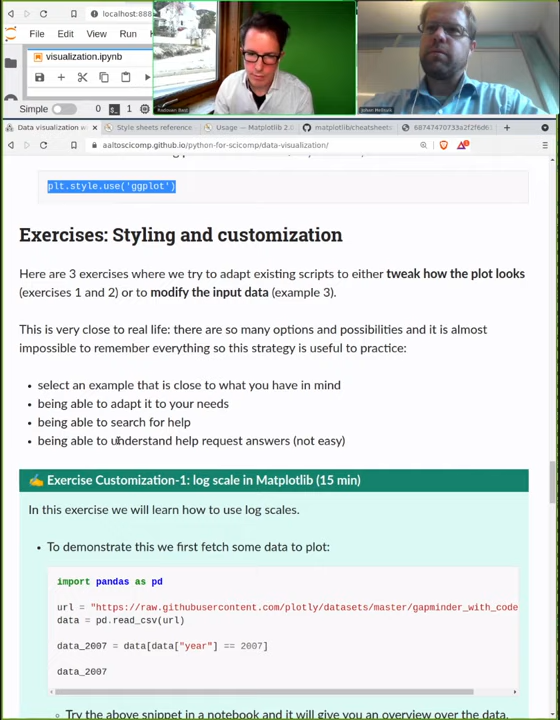 localhost:888
File Edit View Run
visualization.ipynb
Simple 0 1
Radovan Bast
Johan Hellsvik
Data visualization w
Style sheets reference
Usage — Matplotlib 2.
matplotlib/cheatsheets
68747470733a2f2f6d61
aaltoscicomp.github.io/python-for-scicomp/data-visualization/
plt.style.use('ggplot')
Exercises: Styling and customization
Here are 3 exercises where we try to adapt existing scripts to either tweak how the plot looks
(exercises 1 and 2) or to modify the input data (example 3).
This is very close to real life: there are so many options and possibilities and it is almost
impossible to remember everything so this strategy is useful to practice:
• select an example that is close to what you have in mind
• being able to adapt it to your needs
• being able to search for help
• being able to understand help request answers (not easy)
✍ Exercise Customization-1: log scale in Matplotlib (15 min)
In this exercise we will learn how to use log scales.
• To demonstrate this we first fetch some data to plot:
import pandas as pd
url = "https://raw.githubusercontent.com/plotly/datasets/master/gapminder_with_code
data = pd.read_csv(url)
data_2007 = data[data["year"] == 2007]
data_2007
Try the above snippet in a notebook and it will give you an overview over the data.